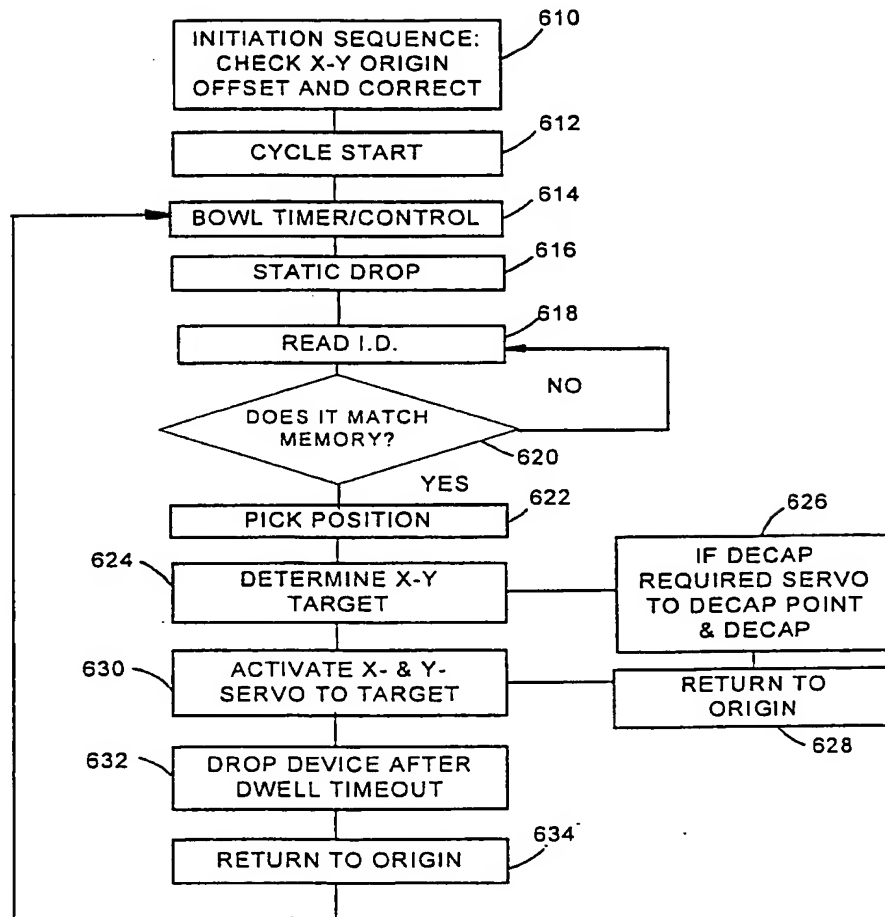 INITIATION SEQUENCE:
CHECK X-Y ORIGIN
OFFSET AND CORRECT
610
CYCLE START
612
BOWL TIMER/CONTROL
614
STATIC DROP
616
READ I.D.
618
NO
DOES IT MATCH
MEMORY?
620
YES
PICK POSITION
622
624
DETERMINE X-Y
TARGET
626
IF DECAP
REQUIRED SERVO
TO DECAP POINT
& DECAP
630
ACTIVATE X- & Y-
SERVO TO TARGET
RETURN TO
ORIGIN
628
632
DROP DEVICE AFTER
DWELL TIMEOUT
RETURN TO ORIGIN
634